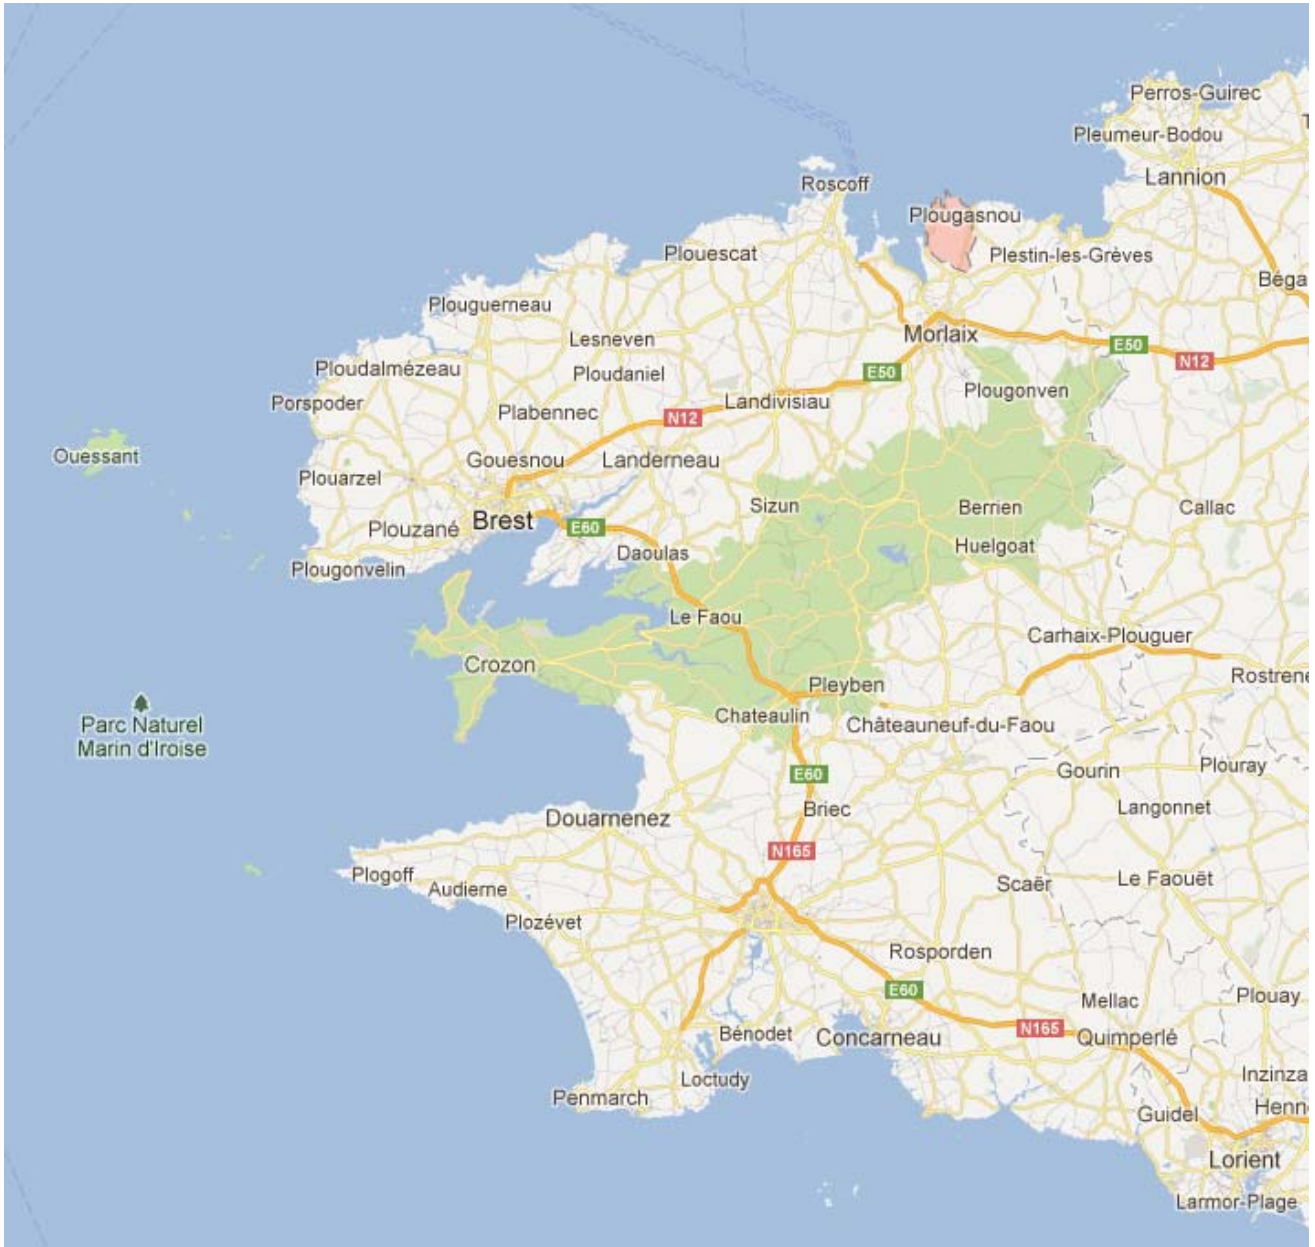 Perros-Guirec
Pleumeur-Bodou
Lannion
Roscoff
Plougasnou
Plouescat
Plestin-les-Grèves
Béga
Plouguerneau
Lesneven
Morlaix
E50
N12
Ploudalmézeau
Ploudaniel
E50
Plougonven
Porspoder
Plabennec
N12
Landivisiau
Ouessant
Gouesnou
Landerneau
Plouarzel
Sizun
Berrien
Callac
Plouzané
Brest
E60
Daoulas
Huelgoat
Plougonvelin
Le Faou
Carhaix-Plouguer
Crozon
Pleyben
Rostrene
Parc Naturel
Marin d'Iroise
Chateaulin
Châteauneuf-du-Faou
E60
Gourin
Plouray
Douarnenez
Briec
Langonnet
N165
Plogoff
Audierne
Scaër
Le Faouët
Plozévet
Rosporden
E60
Mellac
Plouay
Bénodet
Concarneau
N165
Quimperlé
Loctudy
Inzinza
Penmarch
Guidel
Henn
Lorient
Larmor-Plage